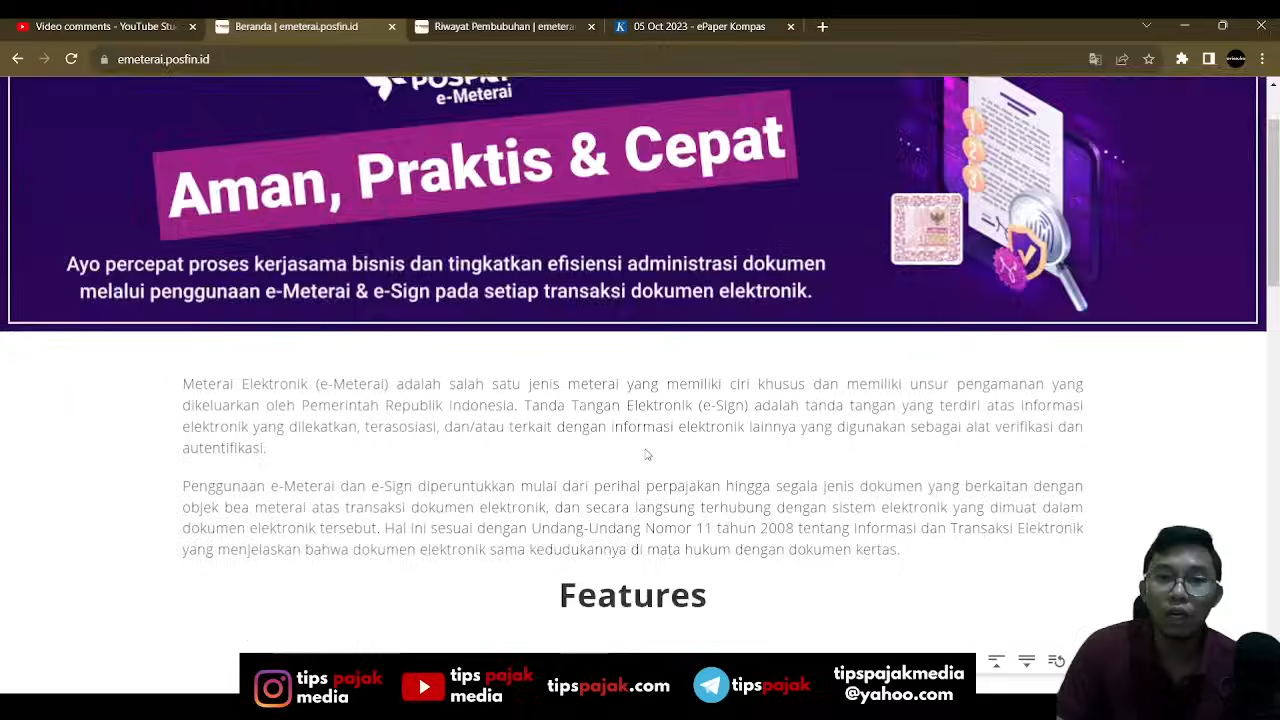 Video comments - YouTube Stu
Beranda | emeterai.posfin.id
Riwayat Pembubuhan | emetera
K 05 Oct 2023 - ePaper Kompas
emeterai.posfin.id
e-Meterai
Aman, Praktis & Cepat
Ayo percepat proses kerjasama bisnis dan tingkatkan efisiensi administrasi dokumen
melalui penggunaan e-Meterai & e-Sign pada setiap transaksi dokumen elektronik.
1
2
3
Meterai Elektronik (e-Meterai) adalah salah satu jenis meterai yang memiliki ciri khusus dan memiliki unsur pengamanan yang
dikeluarkan oleh Pemerintah Republik Indonesia. Tanda Tangan Elektronik (e-Sign) adalah tanda tangan yang terdiri atas informasi
elektronik yang dilekatkan, terasosiasi, dan/atau terkait dengan informasi elektronik lainnya yang digunakan sebagai alat verifikasi dan
autentifikasi.
Penggunaan e-Meterai dan e-Sign diperuntukkan mulai dari perihal perpajakan hingga segala jenis dokumen yang berkaitan dengan
objek bea meterai atas transaksi dokumen elektronik, dan secara langsung terhubung dengan sistem elektronik yang dimuat dalam
dokumen elektronik tersebut. Hal ini sesuai dengan Undang-Undang Nomor 11 tahun 2008 tentang Informasi dan Transaksi Elektronik
yang menjelaskan bahwa dokumen elektronik sama kedudukannya di mata hukum dengan dokumen kertas.
Features
tips pajak
media
tips pajak
media
tipspajak.com
tipspajak
tipspajakmedia
@yahoo.com